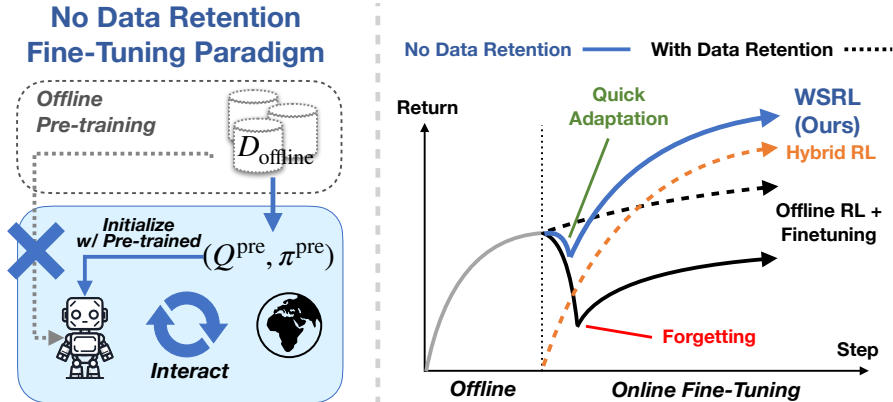 No Data Retention
Fine-Tuning Paradigm
Offline
Pre-training
D_offline
Initialize
w/ Pre-trained
(Q^pre, π^pre)
Interact
No Data Retention
With Data Retention
Return
Quick
Adaptation
WSRL
(Ours)
Hybrid RL
Offline RL +
Finetuning
Forgetting
Step
Offline
Online Fine-Tuning